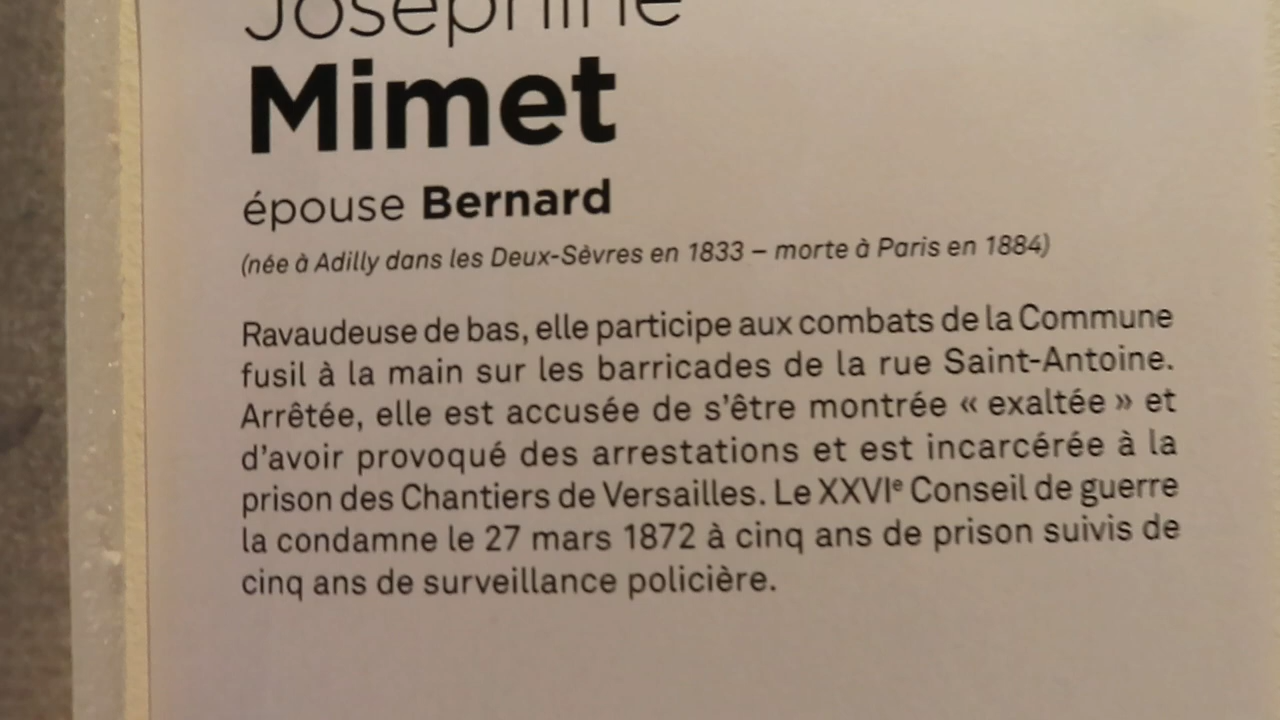 Joséphine
Mimet
épouse Bernard
(née à Adilly dans les Deux-Sèvres en 1833 – morte à Paris en 1884)
Ravaudeuse de bas, elle participe aux combats de la Commune
fusil à la main sur les barricades de la rue Saint-Antoine.
Arrêtée, elle est accusée de s’être montrée « exaltée » et
d’avoir provoqué des arrestations et est incarcérée à la
prison des Chantiers de Versailles. Le XXVIᵉ Conseil de guerre
la condamne le 27 mars 1872 à cinq ans de prison suivis de
cinq ans de surveillance policière.